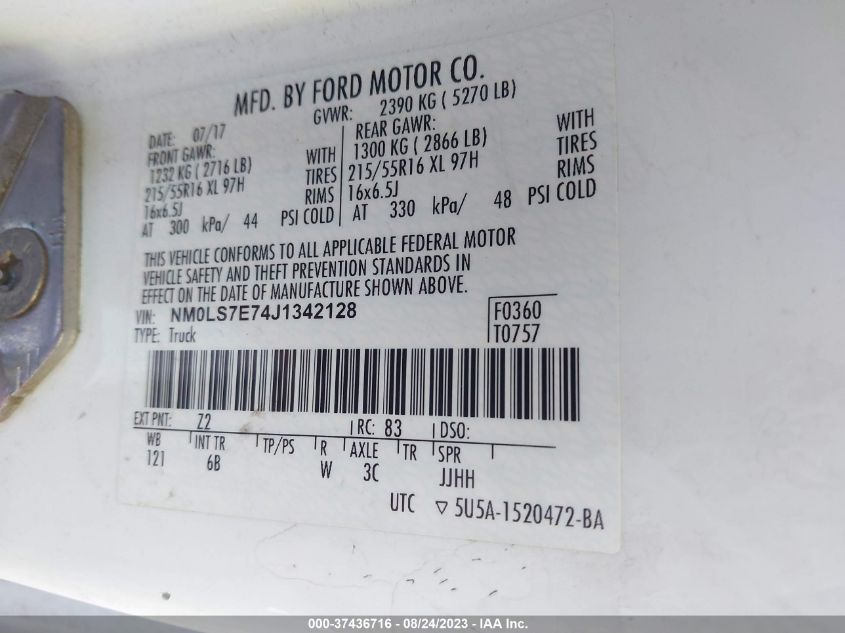 MFD. BY FORD MOTOR CO.
GVWR: 2390 KG ( 5270 LB)
DATE: 07/17
FRONT GAWR:
1232 KG ( 2716 LB) WITH
215/55R16 XL 97H TIRES
16x6.5J RIMS
AT 300 kPa/ 44 PSI COLD
REAR GAWR: WITH
1300 KG ( 2866 LB) TIRES
215/55R16 XL 97H RIMS
16x6.5J
AT 330 kPa/ 48 PSI COLD
THIS VEHICLE CONFORMS TO ALL APPLICABLE FEDERAL MOTOR
VEHICLE SAFETY AND THEFT PREVENTION STANDARDS IN
EFFECT ON THE DATE OF MANUFACTURE SHOWN ABOVE.
VIN: NM0LS7E74J1342128
TYPE: Truck
F0360
T0757
EXT PNT: Z2 RC: 83 DSO:
WB INT TR TP/PS R AXLE TR SPR
121 6B W 3C JJHH
UTC ▽ 5U5A-1520472-BA
000-37436716 - 08/24/2023 - IAA Inc.